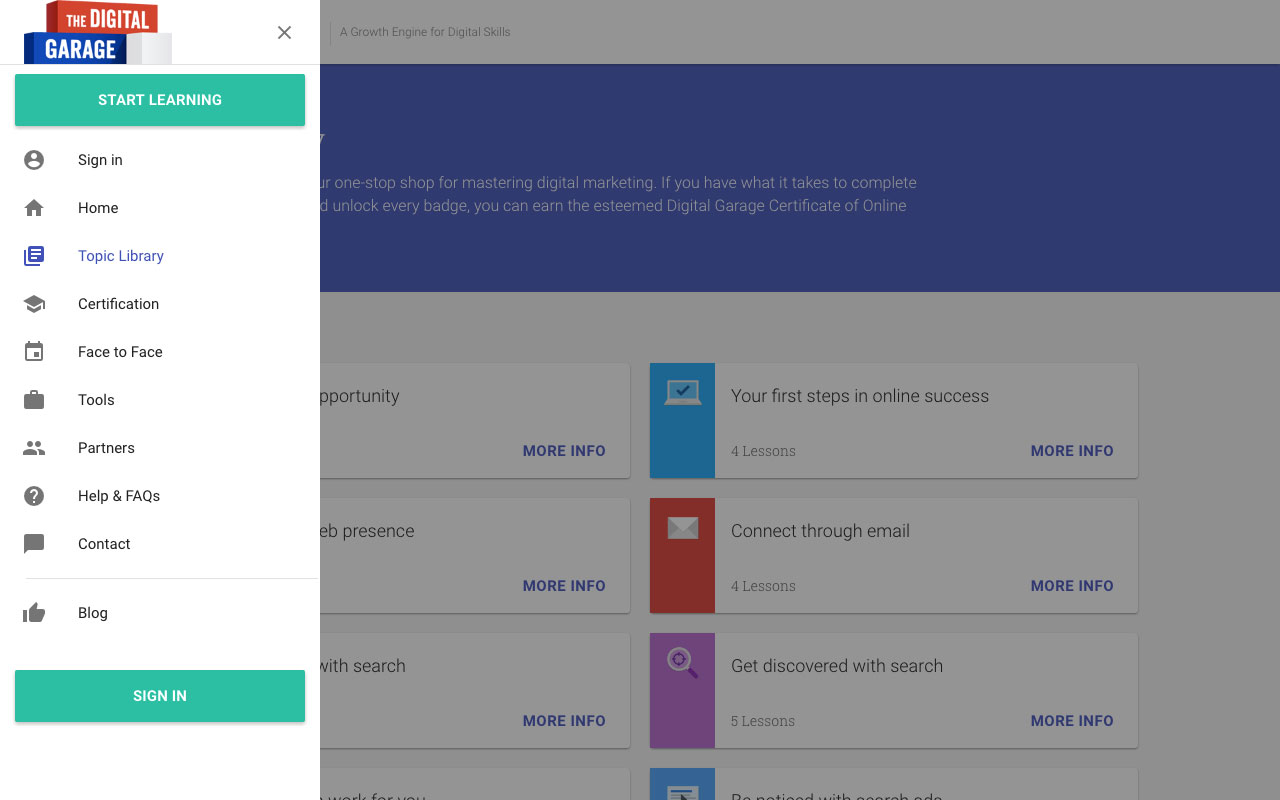 THE DIGITAL
GARAGE
A Growth Engine for Digital Skills
START LEARNING
Sign in
Home
Topic Library
Certification
Face to Face
Tools
Partners
Help & FAQs
Contact
Blog
SIGN IN
one-stop shop for mastering digital marketing. If you have what it takes to complete
unlock every badge, you can earn the esteemed Digital Garage Certificate of Online
pportunity
MORE INFO
Your first steps in online success
4 Lessons
MORE INFO
eb presence
MORE INFO
Connect through email
4 Lessons
MORE INFO
with search
MORE INFO
Get discovered with search
5 Lessons
MORE INFO
work for you
Be noticed with search ads